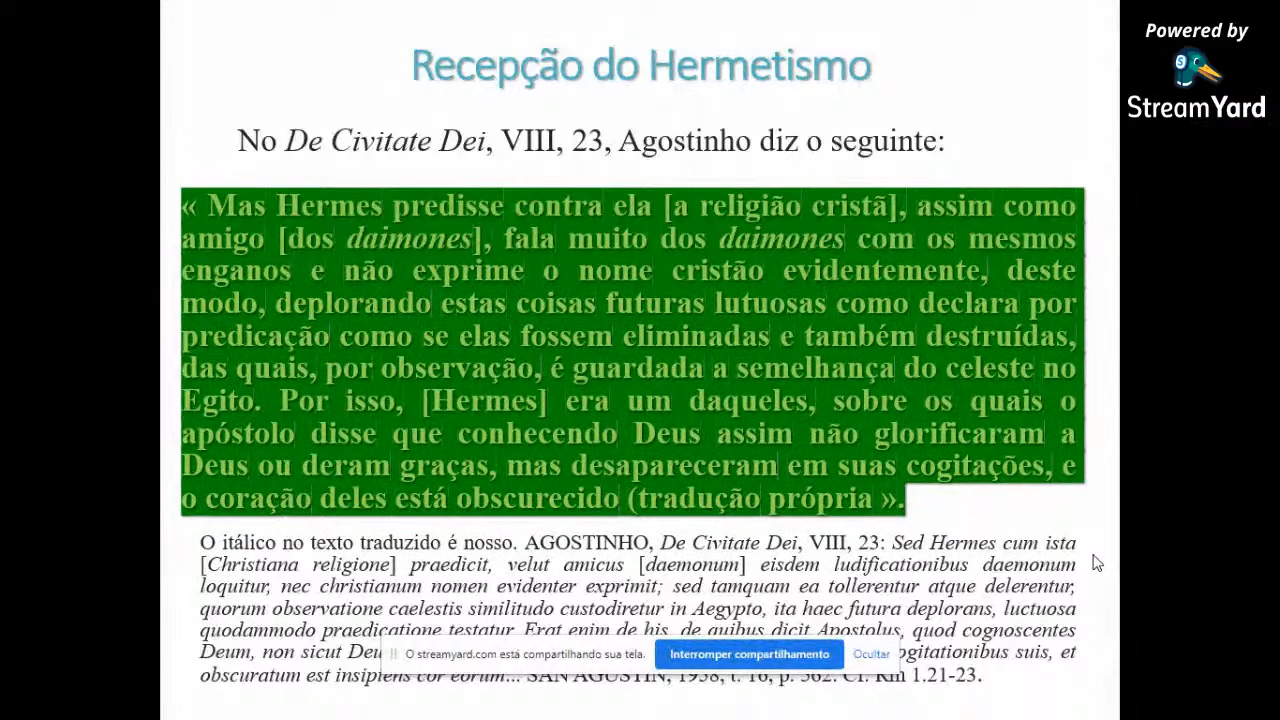 Powered by
StreamYard
Recepção do Hermetismo
No De Civitate Dei, VIII, 23, Agostinho diz o seguinte:
« Mas Hermes predisse contra ela [a religião cristã], assim como
amigo [dos daimones], fala muito dos daimones com os mesmos
enganos e não exprime o nome cristão evidentemente, deste
modo, deplorando estas coisas futuras lutuosas como declara por
predicação como se elas fossem eliminadas e também destruídas,
das quais, por observação, é guardada a semelhança do celeste no
Egito. Por isso, [Hermes] era um daqueles, sobre os quais o
apóstolo disse que conhecendo Deus assim não glorificaram a
Deus ou deram graças, mas desapareceram em suas cogitações, e
o coração deles está obscurecido (tradução própria ».
O itálico no texto traduzido é nosso. AGOSTINHO, De Civitate Dei, VIII, 23: Sed Hermes cum ista
[Christiana religione] praedicit, velut amicus [daemonum] eisdem ludificationibus daemonum
loquitur, nec christianum nomen evidenter exprimit; sed tamquam ea tollerentur atque delerentur,
quorum observatione caelestis similitudo custodiretur in Aegypto, ita haec futura deplorans, luctuosa
quodammodo praedicatione testatur. Erat enim de his, de quibus dicit Apostolus, quod cognoscentes
Deum, non sicut Deu ogitationibus suis, et
O streamyard.com está compartilhando sua tela. Interromper compartilhamento Ocultar
obscuratum est insipiens cor eorum... SAN AGUSTÍN, 1958, t. 16, p. 562. Cf. Rm 1.21-23.